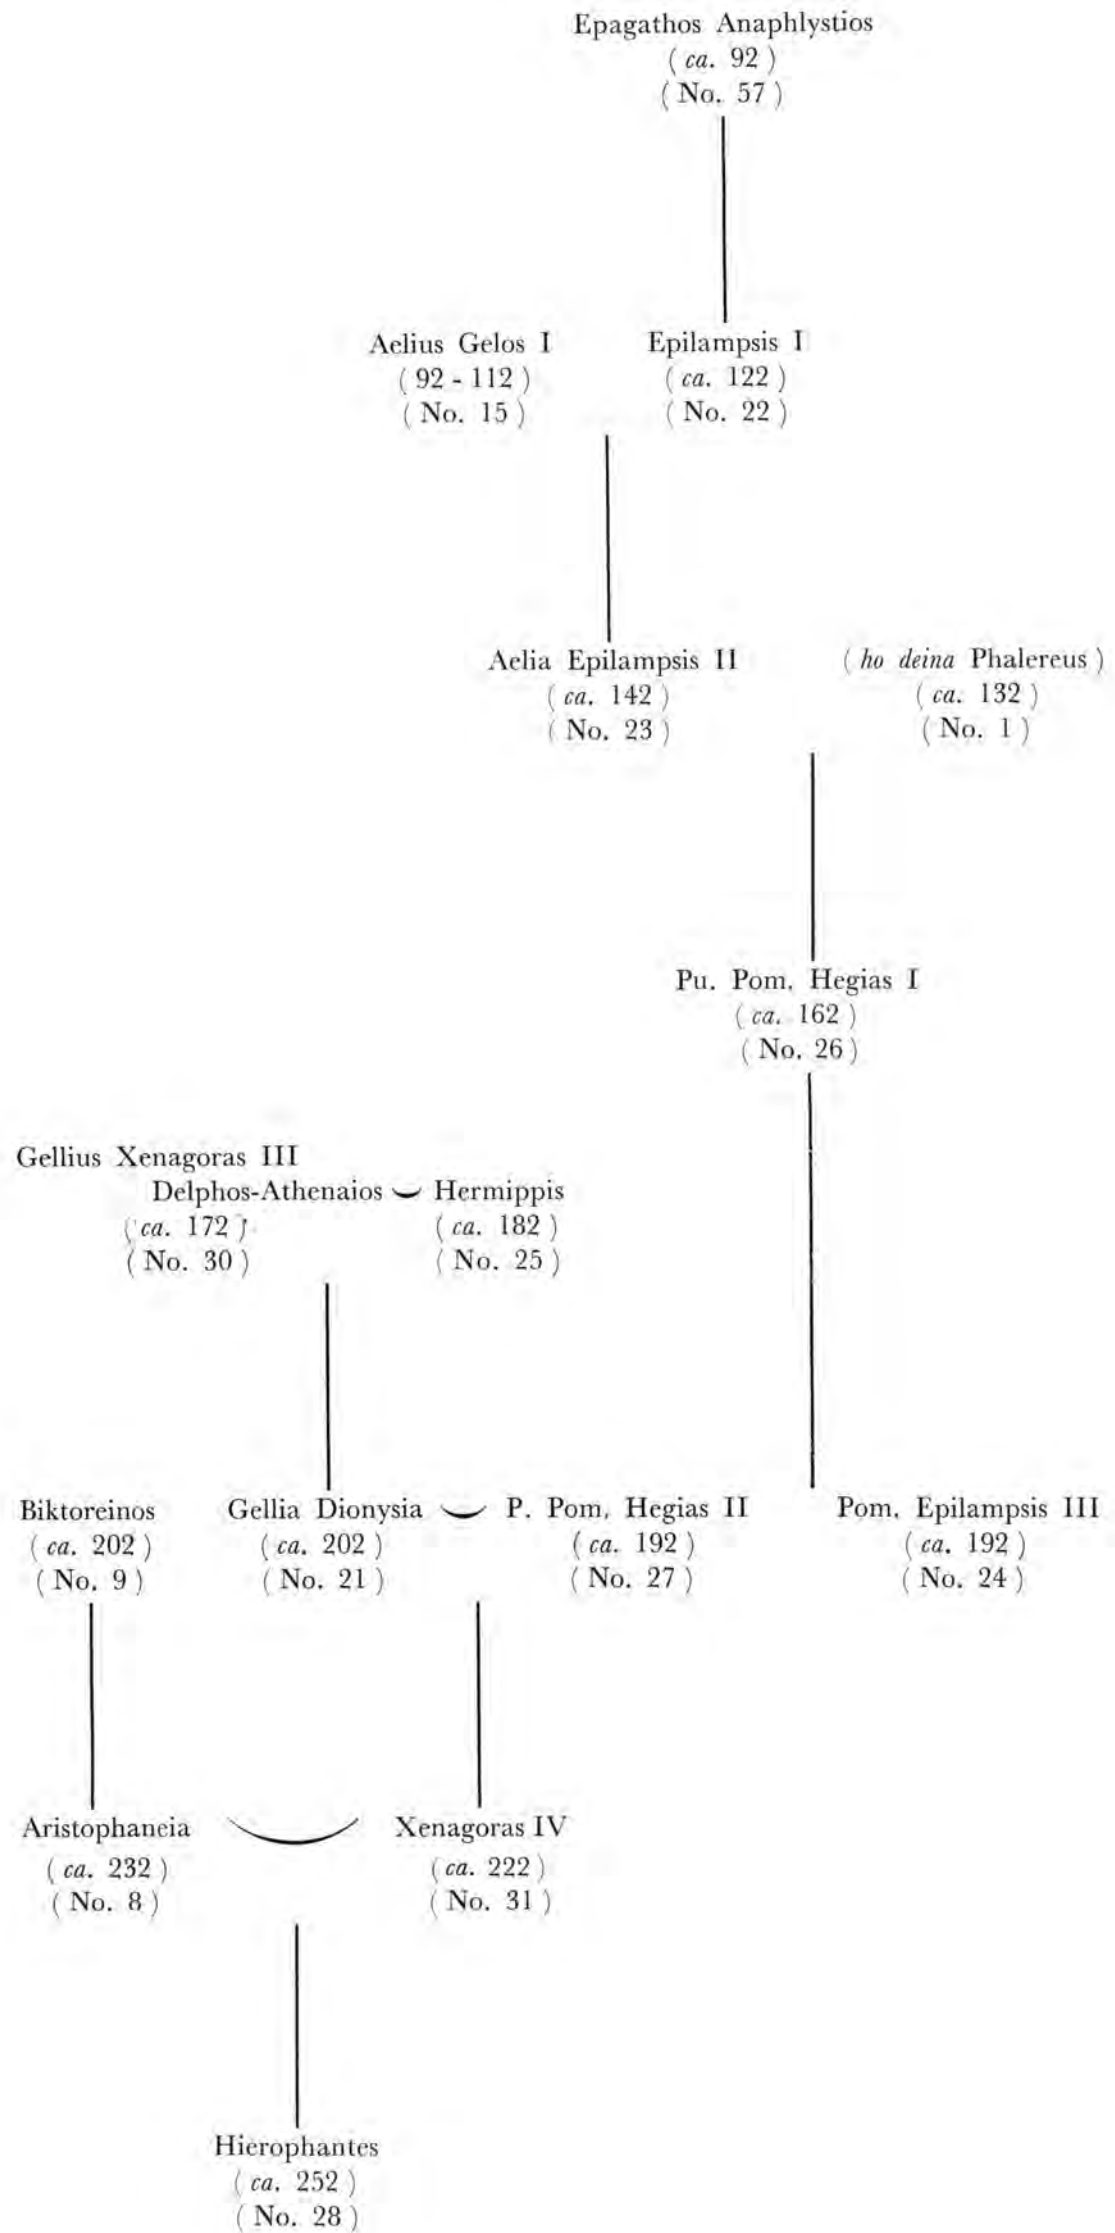 Epagathos Anaphlystios
( ca. 92 )
( No. 57 )
Aelius Gelos I Epilampsis I
( 92 - 112 ) ( ca. 122 )
( No. 15 ) ( No. 22 )
Aelia Epilampsis II ( ho deina Phalereus )
( ca. 142 ) ( ca. 132 )
( No. 23 ) ( No. 1 )
Pu. Pom. Hegias I
( ca. 162 )
( No. 26 )
Gellius Xenagoras III
Delphos-Athenaios Hermippis
( ca. 172 ) ( ca. 182 )
( No. 30 ) ( No. 25 )
Biktoreinos Gellia Dionysia P. Pom. Hegias II Pom. Epilampsis III
( ca. 202 ) ( ca. 202 ) ( ca. 192 ) ( ca. 192 )
( No. 9 ) ( No. 21 ) ( No. 27 ) ( No. 24 )
Aristophaneia Xenagoras IV
( ca. 232 ) ( ca. 222 )
( No. 8 ) ( No. 31 )
Hierophantes
( ca. 252 )
( No. 28 )